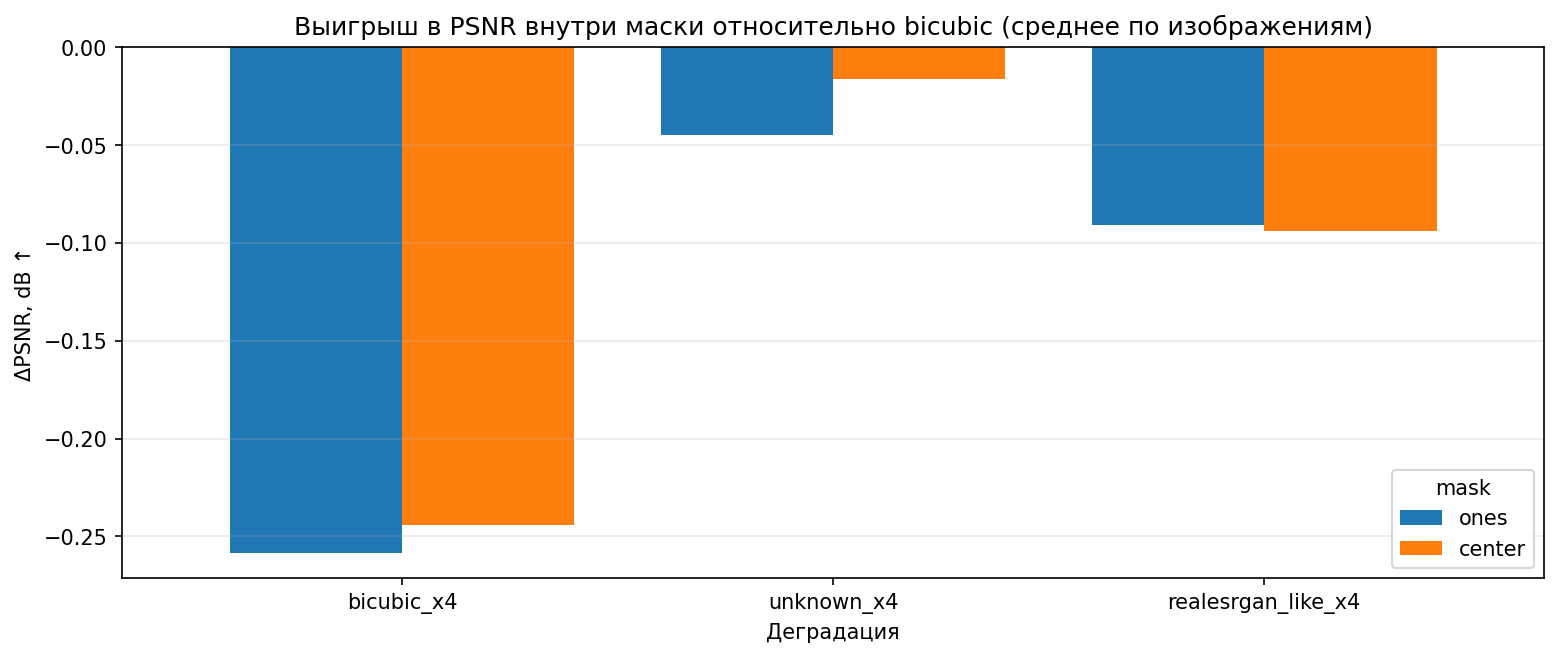 Выигрыш в PSNR внутри маски относительно bicubic (среднее по изображениям)
ΔPSNR, dB ↑
0.00
−0.05
−0.10
−0.15
−0.20
−0.25
mask
ones
center
bicubic_x4
unknown_x4
realesrgan_like_x4
Деградация